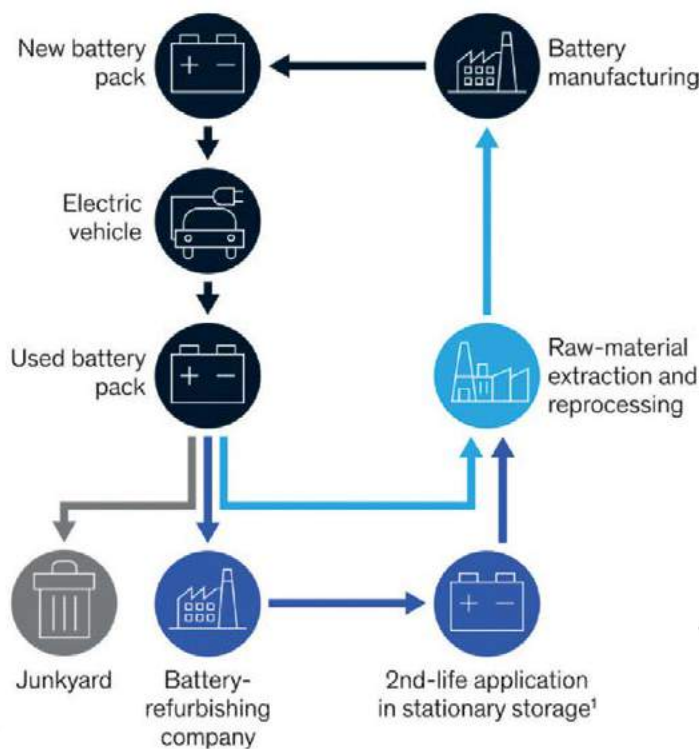 New battery
pack
Battery
manufacturing
Electric
vehicle
Used battery
pack
Raw-material
extraction and
reprocessing
Junkyard
Battery-
refurbishing
company
2nd-life application
in stationary storage¹